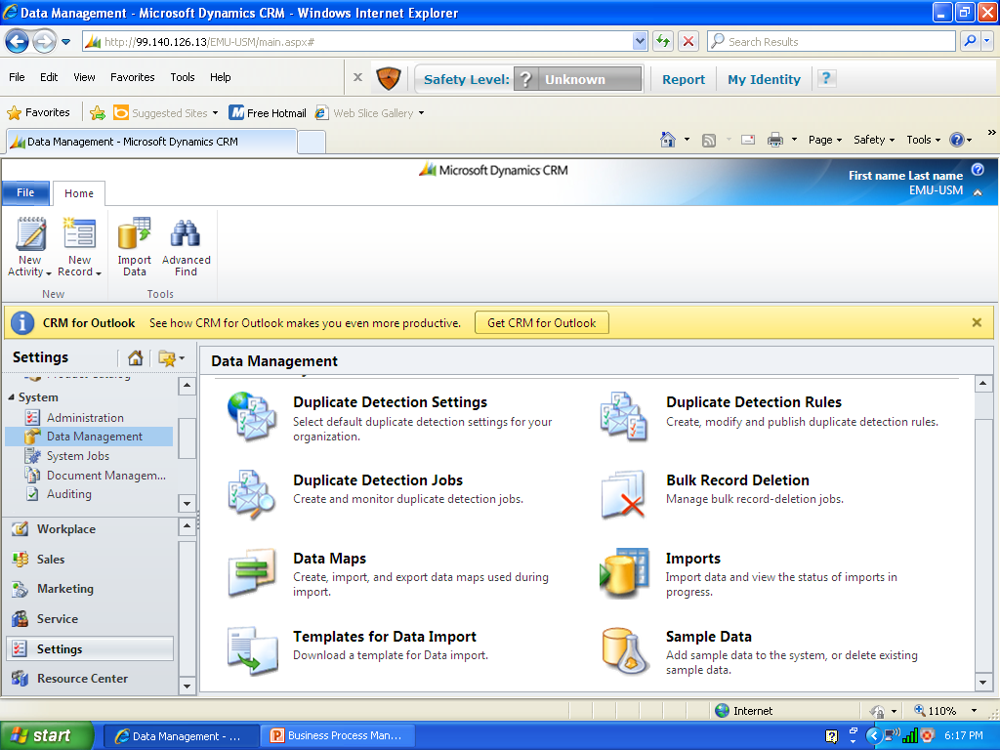 Data Management - Microsoft Dynamics CRM - Windows Internet Explorer
http://99.140.126.13/EMU-USM/main.aspx#
Search Results
File Edit View Favorites Tools Help
Safety Level: ? Unknown
Report
My Identity
?
Favorites
Suggested Sites
Free Hotmail
Web Slice Gallery
Data Management - Microsoft Dynamics CRM
Page Safety Tools
Microsoft Dynamics CRM
First name Last name
EMU-USM
File
Home
New
Activity
New
Record
Import
Data
Advanced
Find
New
Tools
CRM for Outlook See how CRM for Outlook makes you even more productive. Get CRM for Outlook
Settings
System
Administration
Data Management
System Jobs
Document Managem...
Auditing
Workplace
Sales
Marketing
Service
Settings
Resource Center
Data Management
Duplicate Detection Settings
Select default duplicate detection settings for your
organization.
Duplicate Detection Rules
Create, modify and publish duplicate detection rules.
Duplicate Detection Jobs
Create and monitor duplicate detection jobs.
Bulk Record Deletion
Manage bulk record-deletion jobs.
Data Maps
Create, import, and export data maps used during
import.
Imports
Import data and view the status of imports in
progress.
Templates for Data Import
Download a template for Data import.
Sample Data
Add sample data to the system, or delete existing
sample data.
Internet
110%
start
Data Management - ...
Business Process Man...
6:17 PM